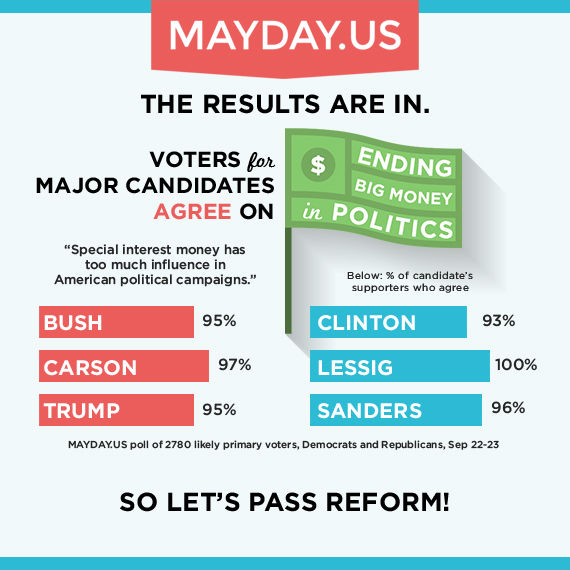 MAYDAY.US
THE RESULTS ARE IN.
VOTERS for
MAJOR CANDIDATES
AGREE ON
$
ENDING
BIG MONEY
in POLITICS
“Special interest money has
too much influence in
American political campaigns.”
Below: % of candidate’s
supporters who agree
BUSH 95%
CARSON 97%
TRUMP 95%
CLINTON 93%
LESSIG 100%
SANDERS 96%
MAYDAY.US poll of 2780 likely primary voters, Democrats and Republicans, Sep 22-23
SO LET’S PASS REFORM!